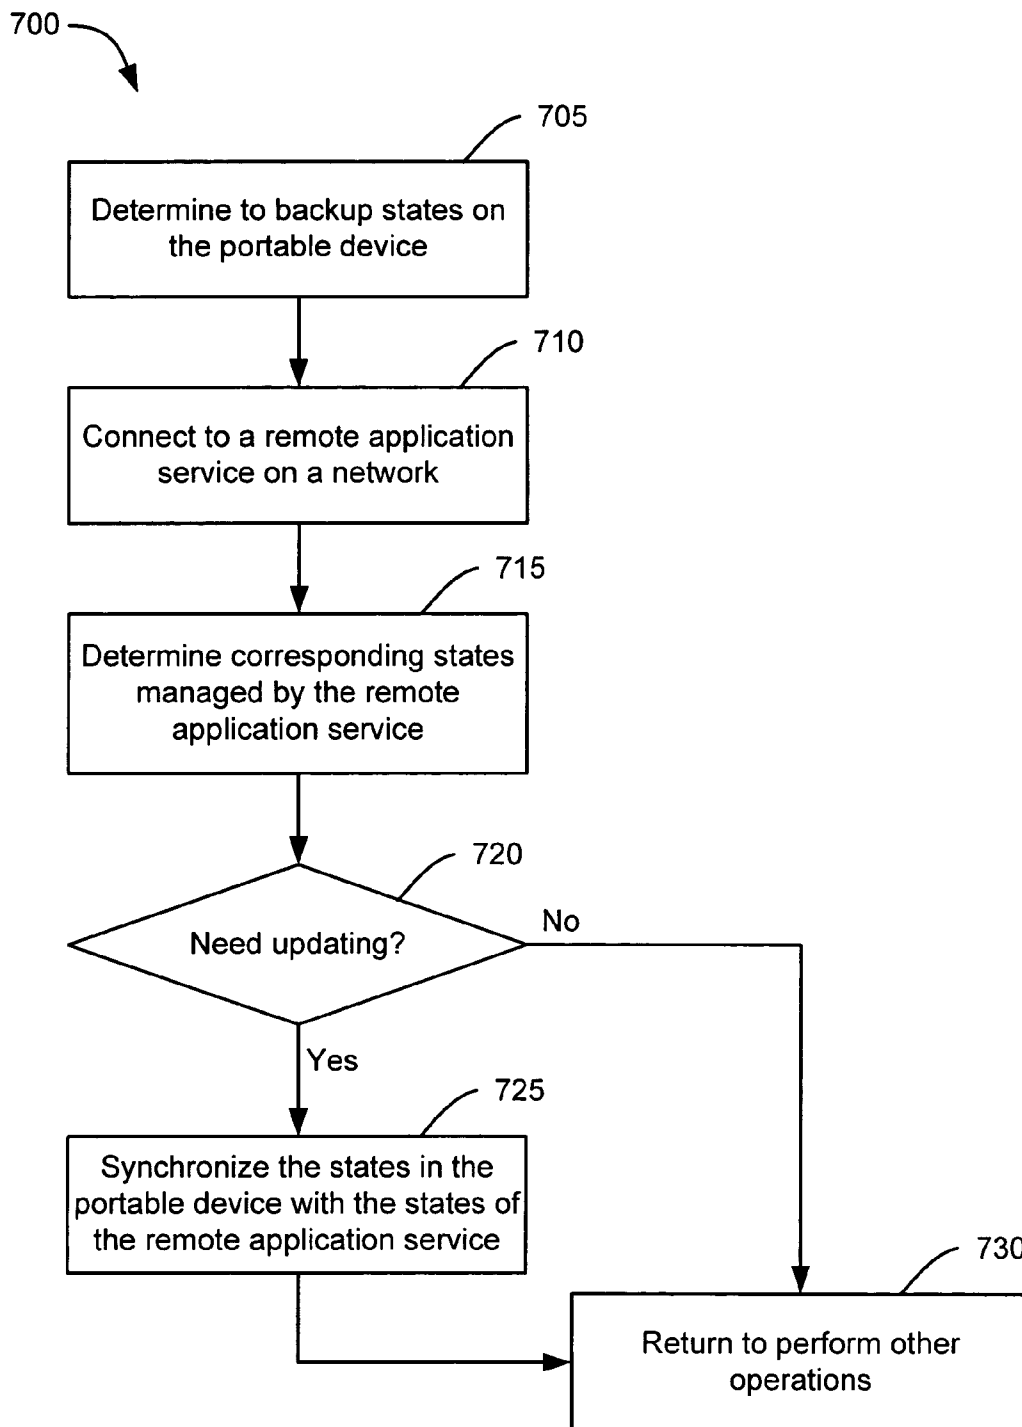 700
705
Determine to backup states on
the portable device
710
Connect to a remote application
service on a network
715
Determine corresponding states
managed by the remote
application service
720
Need updating?
No
Yes
725
Synchronize the states in the
portable device with the states of
the remote application service
730
Return to perform other
operations